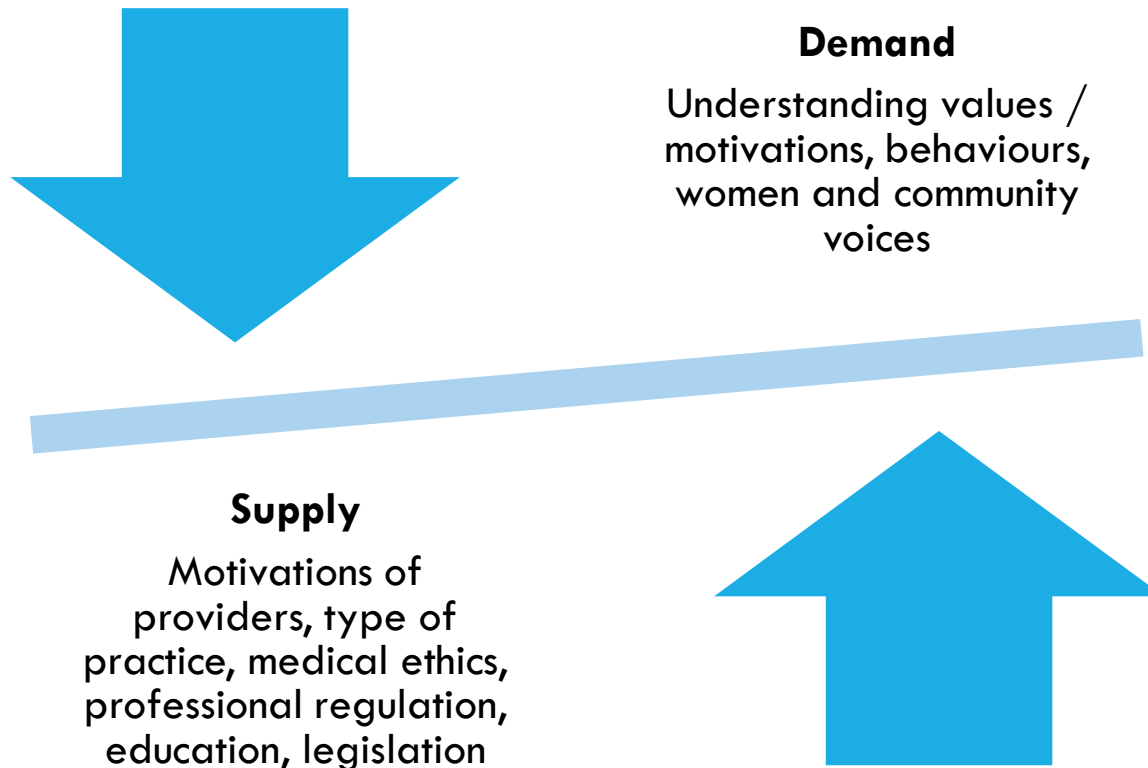 Demand
Understanding values /
motivations, behaviours,
women and community
voices
Supply
Motivations of
providers, type of
practice, medical ethics,
professional regulation,
education, legislation